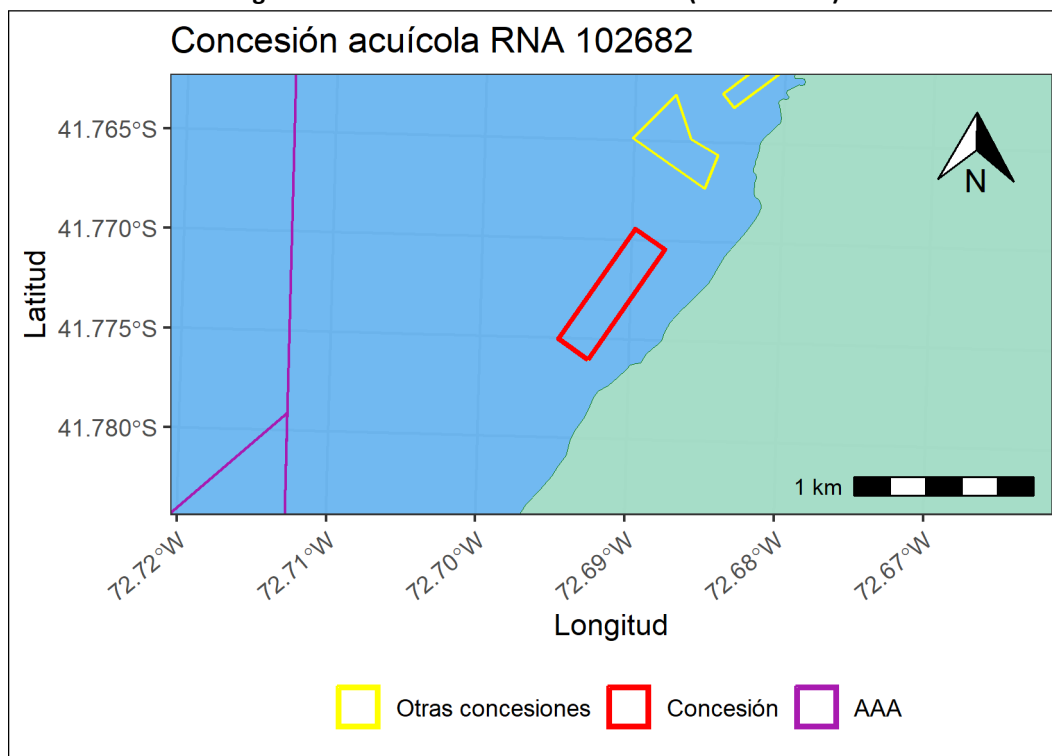 Concesión acuícola RNA 102682
41.765°S
41.770°S
41.775°S
41.780°S
Latitud
N
1 km
72.72°W
72.71°W
72.70°W
72.69°W
72.68°W
72.67°W
Longitud
Otras concesiones
Concesión
AAA